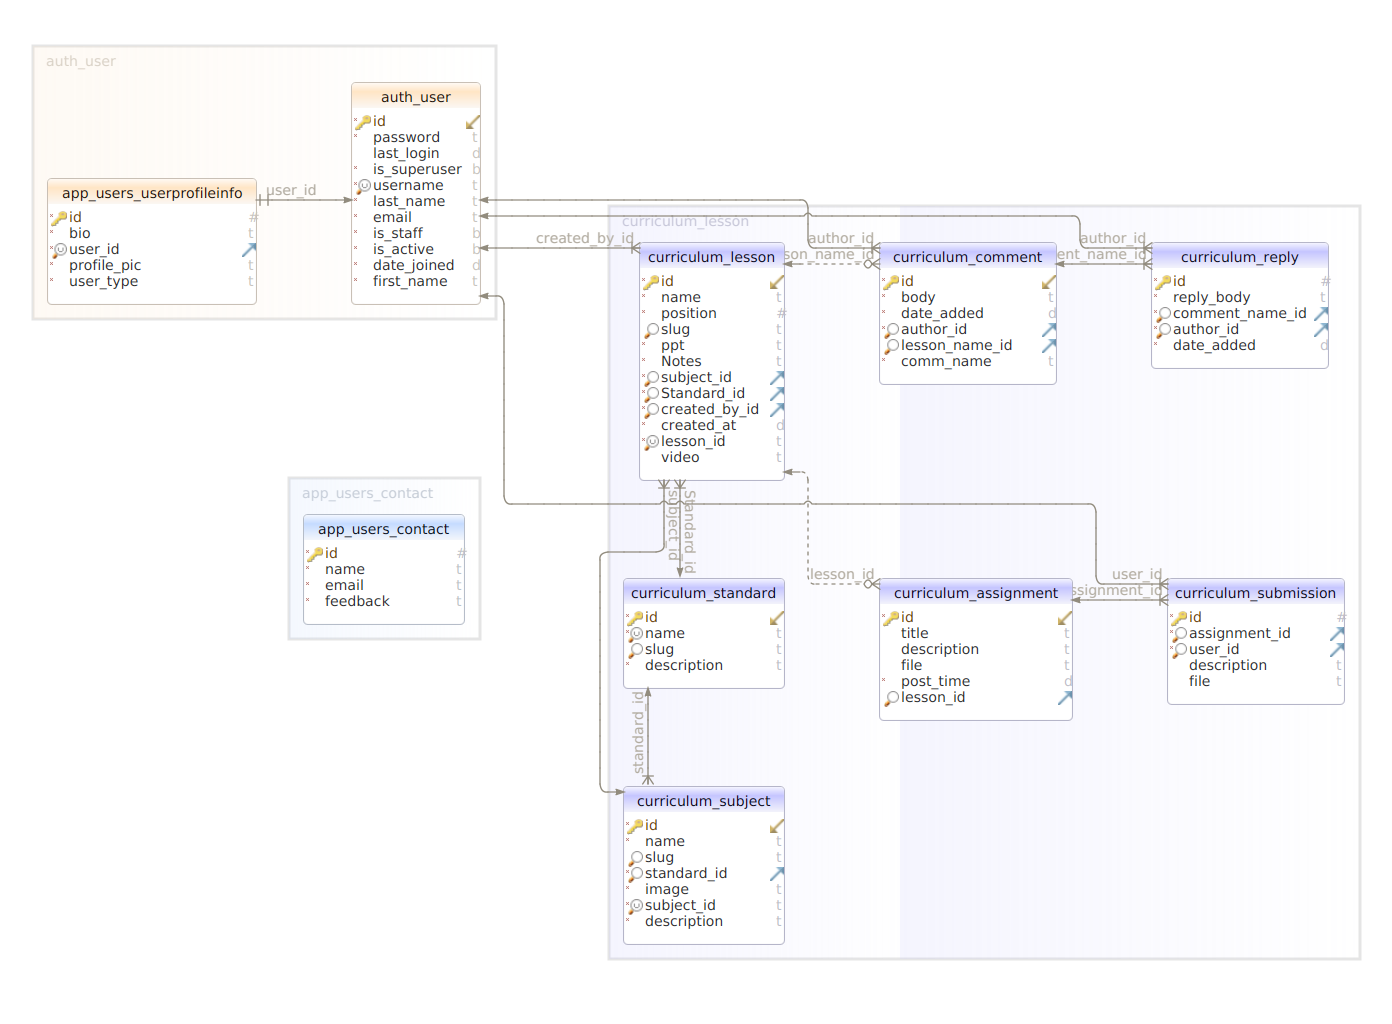 auth_user
auth_user
id
password t
last_login d
is_superuser b
username t
last_name t
email t
is_staff b
is_active b
date_joined d
first_name t
app_users_userprofileinfo
id #
bio t
user_id
profile_pic t
user_type t
user_id
curriculum_lesson
created_by_id
author_id
author_id
son_name_id
ent_name_id
curriculum_lesson
id
name t
position #
slug t
ppt t
Notes t
subject_id
Standard_id
created_by_id
created_at d
lesson_id t
video t
curriculum_comment
id
body t
date_added d
author_id
lesson_name_id
comm_name t
curriculum_reply
id #
reply_body t
comment_name_id
author_id
date_added d
app_users_contact
app_users_contact
id #
name t
email t
feedback t
subject_id
Standard_id
lesson_id
user_id
ssignment_id
curriculum_standard
id
name t
slug t
description t
curriculum_assignment
id
title t
description t
file t
post_time d
lesson_id
curriculum_submission
id #
assignment_id
user_id
description t
file t
standard_id
curriculum_subject
id
name t
slug t
standard_id
image t
subject_id t
description t